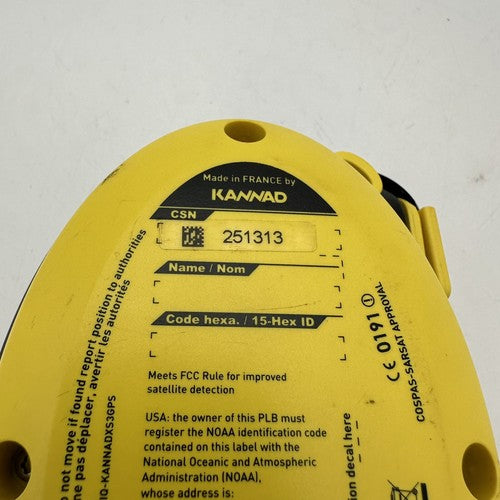 Made in FRANCE by
KANNAD
CSN
251313
Name / Nom
Code hexa. / 15-Hex ID
Meets FCC Rule for improved
satellite detection
USA: the owner of this PLB must
register the NOAA identification code
contained on this label with the
National Oceanic and Atmospheric
Administration (NOAA),
whose address is:
not move if found report position to authorities
ne pas déplacer, avertir les autorités
KANNADXS3GPS
CE 0191 !
COSPAS-SARSAT APPROVAL
decal here